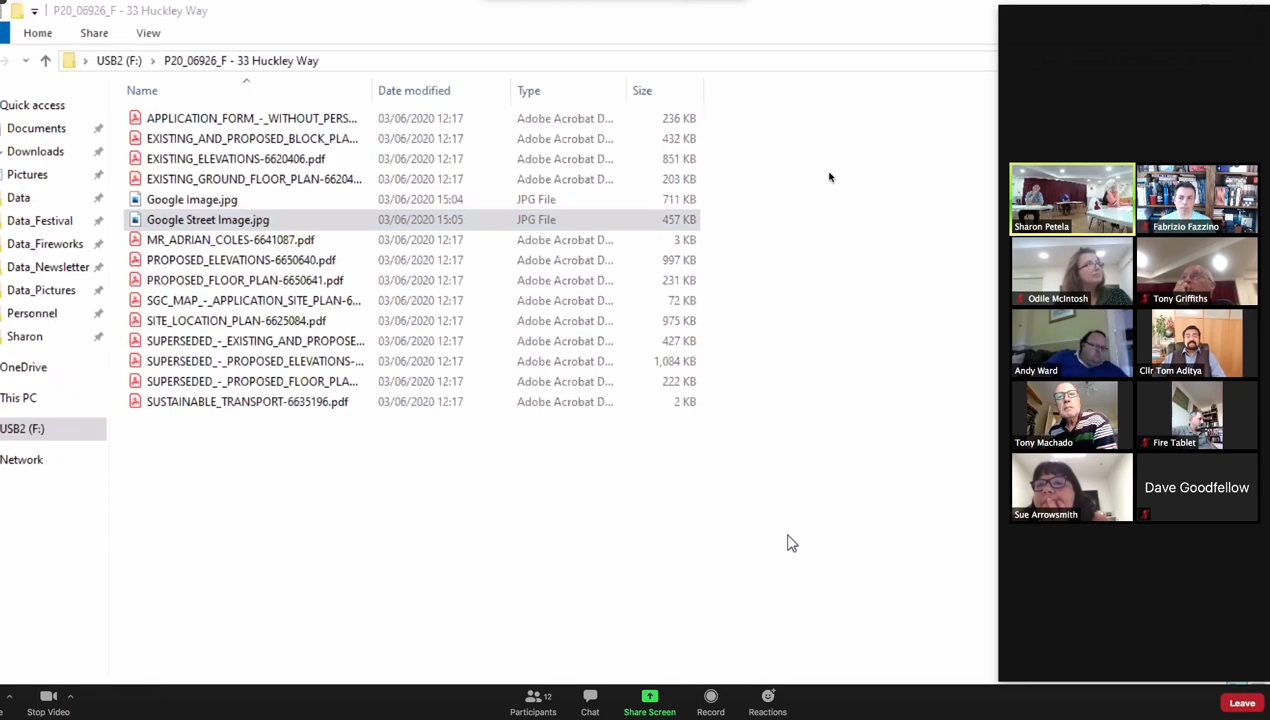 P20_06926_F - 33 Huckley Way
Home Share View
USB2 (F:) P20_06926_F - 33 Huckley Way
Name Date modified Type Size
Quick access
Documents
Downloads
Pictures
Data
Data_Festival
Data_Fireworks
Data_Newsletter
Data_Pictures
Personnel
Sharon
OneDrive
This PC
USB2 (F:)
Network
APPLICATION_FORM_-_WITHOUT_PERS... 03/06/2020 12:17 Adobe Acrobat D... 236 KB
EXISTING_AND_PROPOSED_BLOCK_PLA... 03/06/2020 12:17 Adobe Acrobat D... 432 KB
EXISTING_ELEVATIONS-6620406.pdf 03/06/2020 12:17 Adobe Acrobat D... 851 KB
EXISTING_GROUND_FLOOR_PLAN-66204... 03/06/2020 12:17 Adobe Acrobat D... 203 KB
Google Image.jpg 03/06/2020 15:04 JPG File 711 KB
Google Street Image.jpg 03/06/2020 15:05 JPG File 457 KB
MR_ADRIAN_COLES-6641087.pdf 03/06/2020 12:17 Adobe Acrobat D... 3 KB
PROPOSED_ELEVATIONS-6650640.pdf 03/06/2020 12:17 Adobe Acrobat D... 997 KB
PROPOSED_FLOOR_PLAN-6650641.pdf 03/06/2020 12:17 Adobe Acrobat D... 231 KB
SGC_MAP_-_APPLICATION_SITE_PLAN-6... 03/06/2020 12:17 Adobe Acrobat D... 72 KB
SITE_LOCATION_PLAN-6625084.pdf 03/06/2020 12:17 Adobe Acrobat D... 975 KB
SUPERSEDED_-_EXISTING_AND_PROPOSE... 03/06/2020 12:17 Adobe Acrobat D... 427 KB
SUPERSEDED_-_PROPOSED_ELEVATIONS-... 03/06/2020 12:17 Adobe Acrobat D... 1,084 KB
SUPERSEDED_-_PROPOSED_FLOOR_PLA... 03/06/2020 12:17 Adobe Acrobat D... 222 KB
SUSTAINABLE_TRANSPORT-6635196.pdf 03/06/2020 12:17 Adobe Acrobat D... 2 KB
Sharon Petela
Fabrizio Fazzino
Odile McIntosh
Tony Griffiths
Andy Ward
Cllr Tom Aditya
Tony Machado
Fire Tablet
Sue Arrowsmith
Dave Goodfellow
Stop Video
Participants 12
Chat
Share Screen
Record
Reactions
Leave